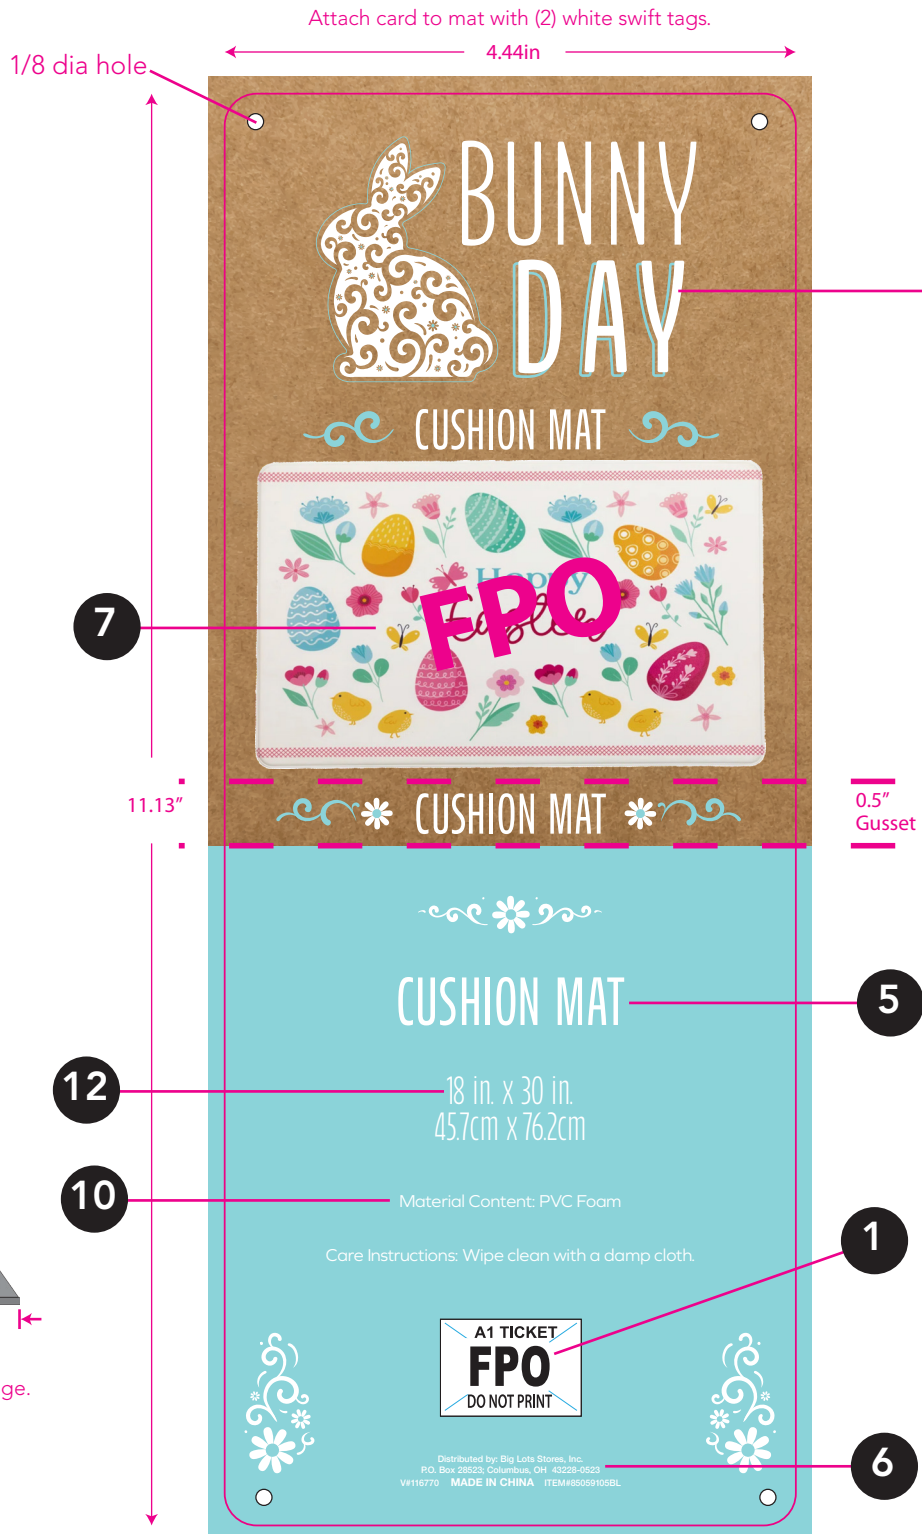 Attach card to mat with (2) white swift tags.
4.44in
1/8 dia hole
BUNNY
DAY
CUSHION MAT
Happy
Easter
FPO
7
11.13"
CUSHION MAT
0.5"
Gusset
CUSHION MAT
5
12
18 in. x 30 in.
45.7cm x 76.2cm
10
Material Content: PVC Foam
1
Care Instructions: Wipe clean with a damp cloth.
A1 TICKET
FPO
DO NOT PRINT
ge.
Distributed by: Big Lots Stores, Inc.
P.O. Box 28523; Columbus, OH 43228-0523
6
V#116770 MADE IN CHINA ITEM#85059105BL